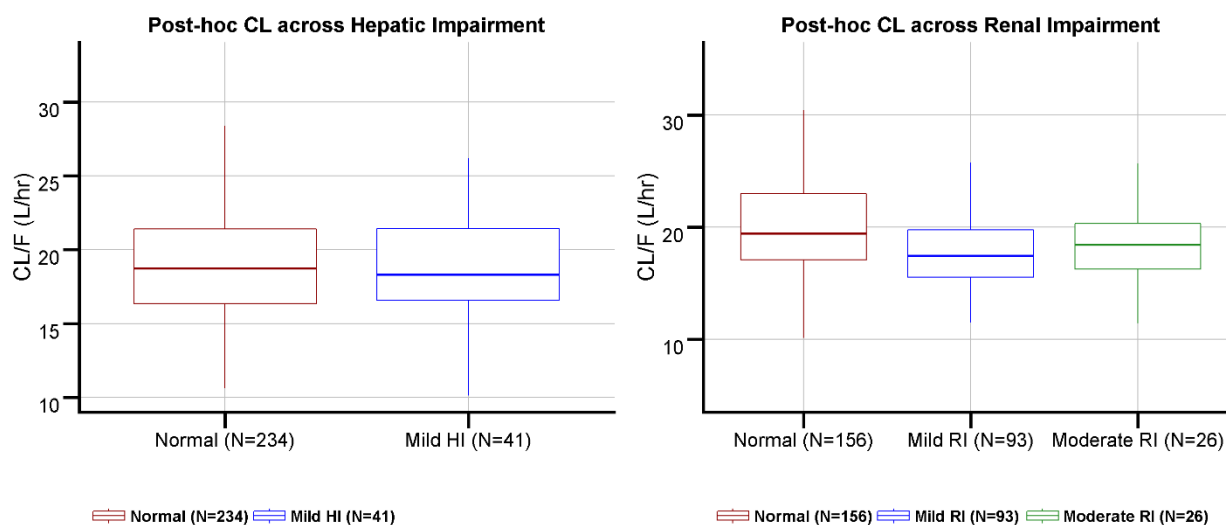 Post-hoc CL across Hepatic Impairment
CL/F (L/hr)
30
25
20
15
10
Normal (N=234) Mild HI (N=41)
Normal (N=234) Mild HI (N=41)
Post-hoc CL across Renal Impairment
CL/F (L/hr)
30
20
10
Normal (N=156) Mild RI (N=93) Moderate RI (N=26)
Normal (N=156) Mild RI (N=93) Moderate RI (N=26)